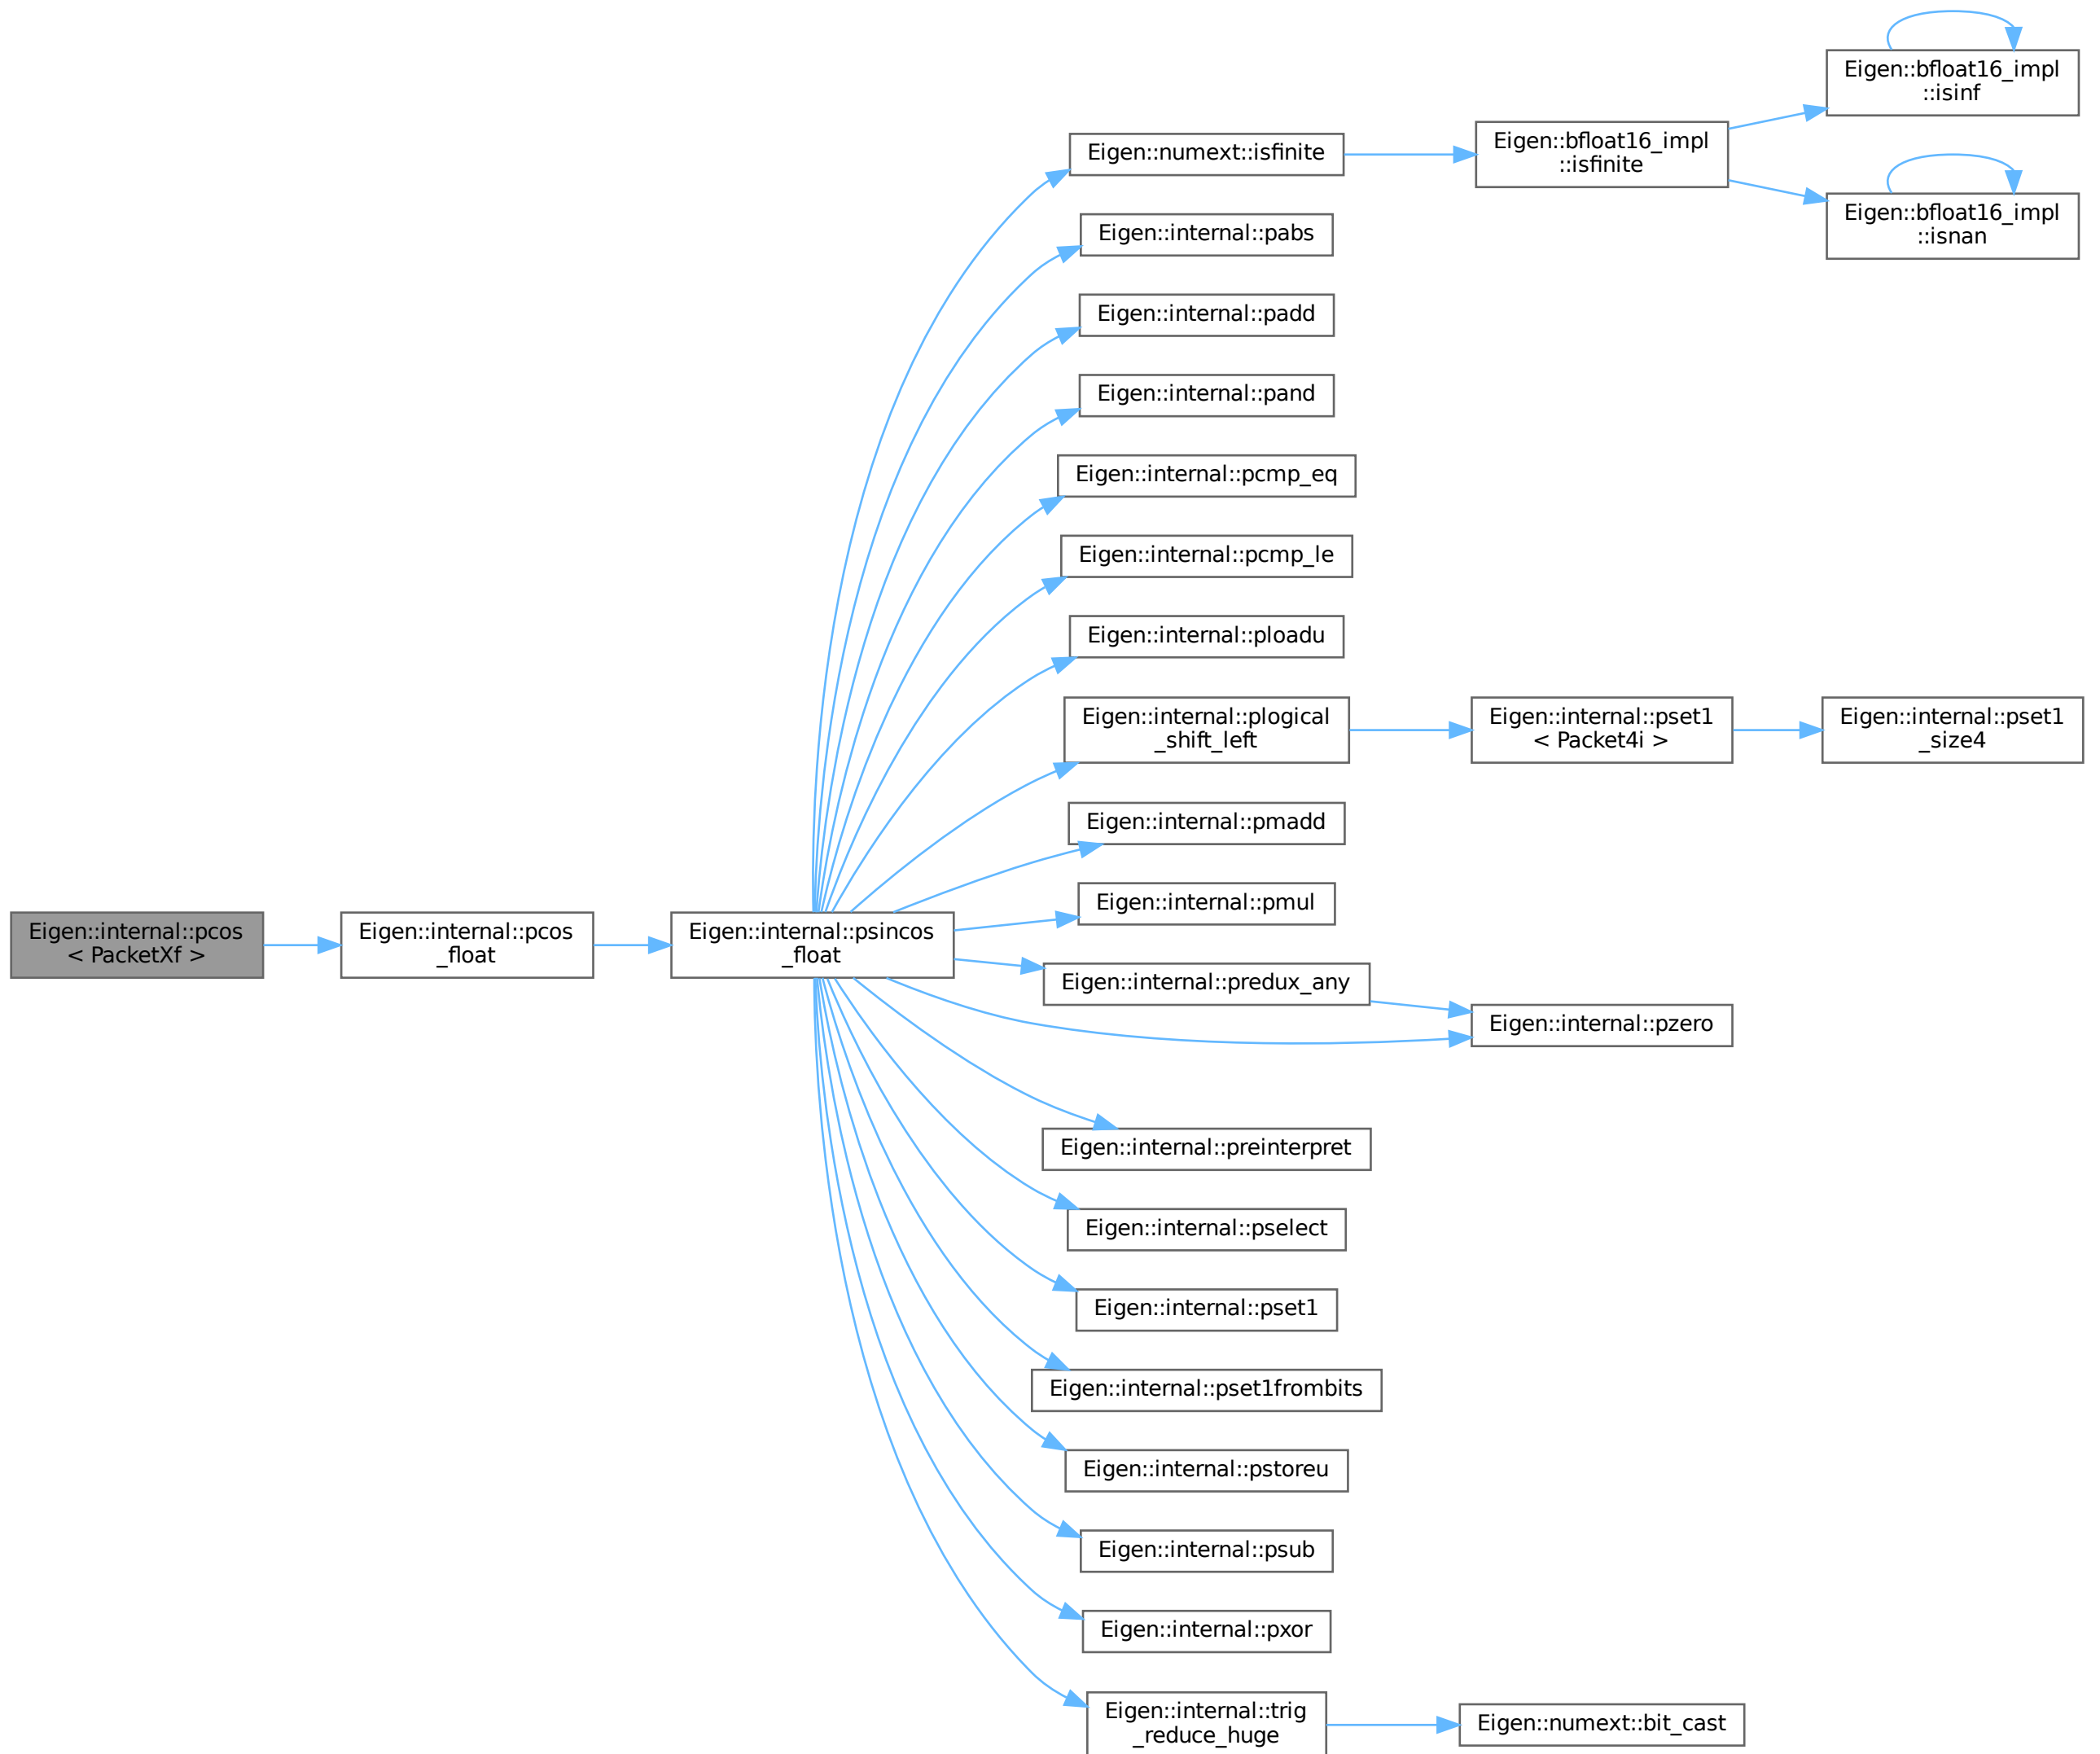 Eigen::internal::pcos
< PacketXf >
Eigen::internal::pcos
_float
Eigen::internal::psincos
_float
Eigen::numext::isfinite
Eigen::bfloat16_impl
::isfinite
Eigen::bfloat16_impl
::isinf
Eigen::bfloat16_impl
::isnan
Eigen::internal::pabs
Eigen::internal::padd
Eigen::internal::pand
Eigen::internal::pcmp_eq
Eigen::internal::pcmp_le
Eigen::internal::ploadu
Eigen::internal::plogical
_shift_left
Eigen::internal::pset1
< Packet4i >
Eigen::internal::pset1
_size4
Eigen::internal::pmadd
Eigen::internal::pmul
Eigen::internal::predux_any
Eigen::internal::pzero
Eigen::internal::preinterpret
Eigen::internal::pselect
Eigen::internal::pset1
Eigen::internal::pset1frombits
Eigen::internal::pstoreu
Eigen::internal::psub
Eigen::internal::pxor
Eigen::internal::trig
_reduce_huge
Eigen::numext::bit_cast